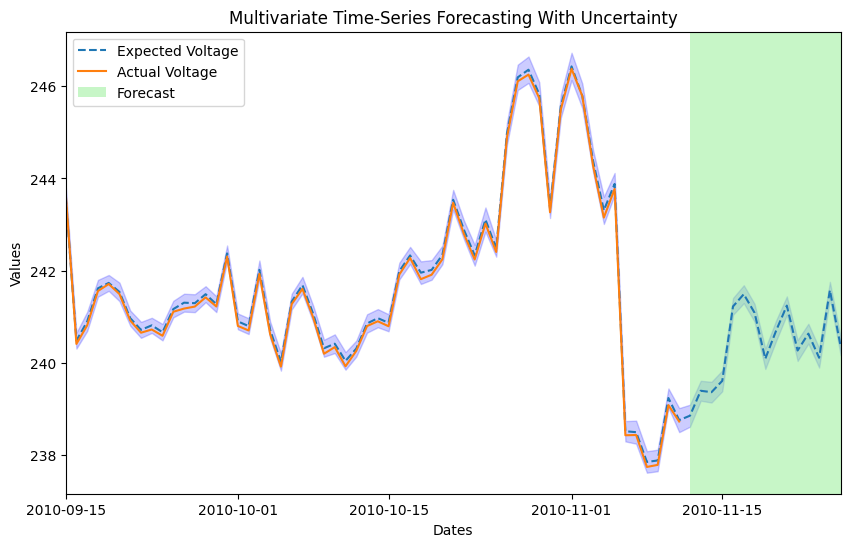 Multivariate Time-Series Forecasting With Uncertainty
Expected Voltage
Actual Voltage
Forecast
Values
246
244
242
240
238
2010-09-15
2010-10-01
2010-10-15
2010-11-01
2010-11-15
Dates